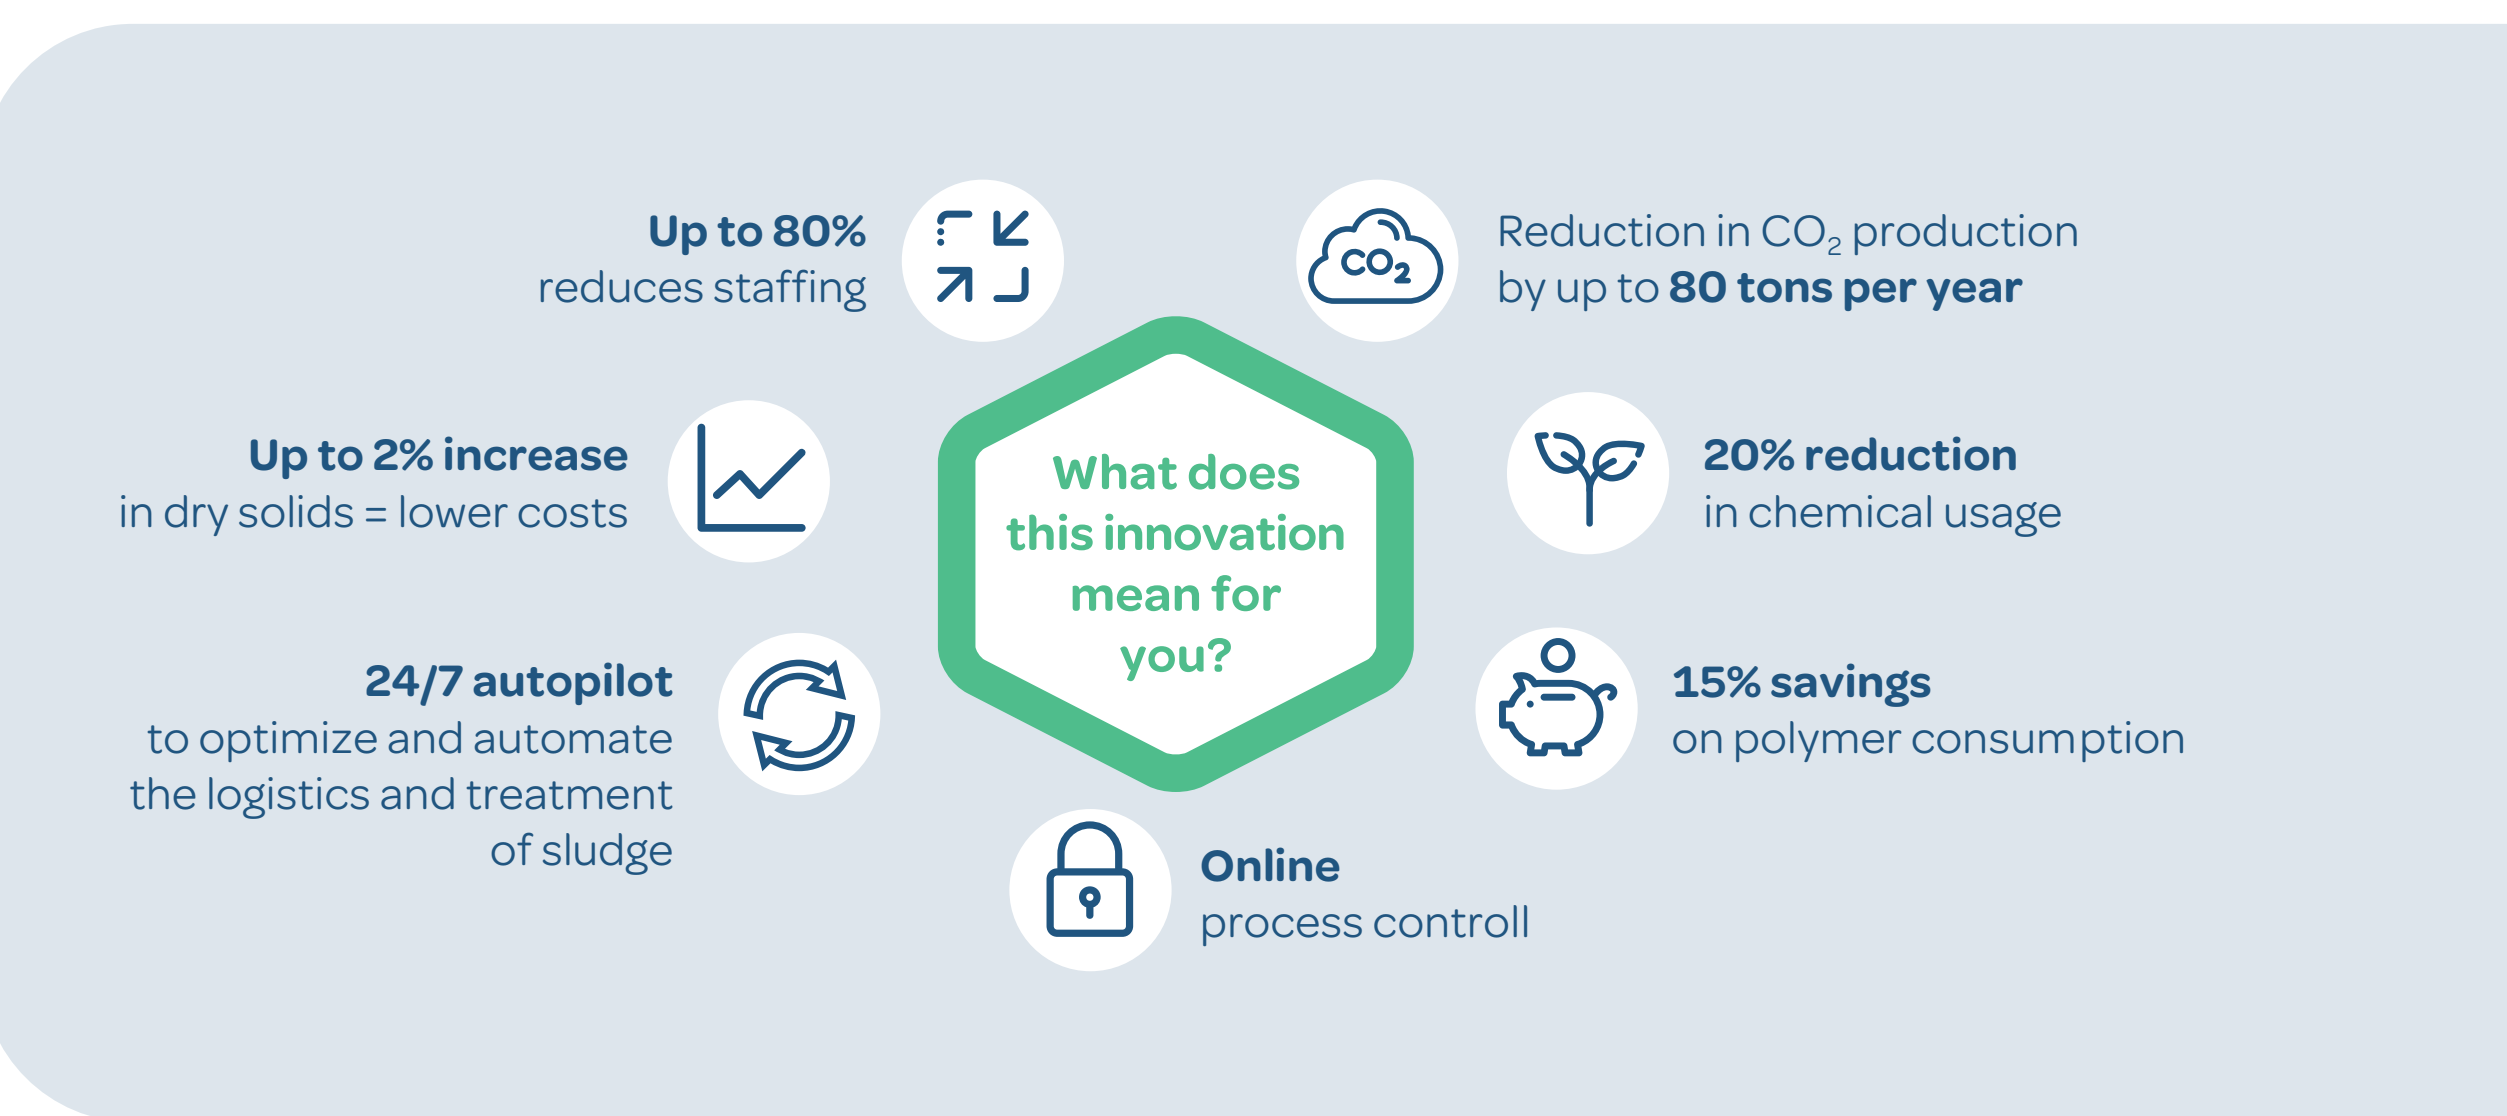 Up to 80%
reduces staffing
Reduction in CO₂ production
by up to 80 tons per year
Up to 2% increase
in dry solids = lower costs
What does
this innovation
mean for
you?
20% reduction
in chemical usage
24/7 autopilot
to optimize and automate
the logistics and treatment
of sludge
15% savings
on polymer consumption
Online
process controll
CO₂